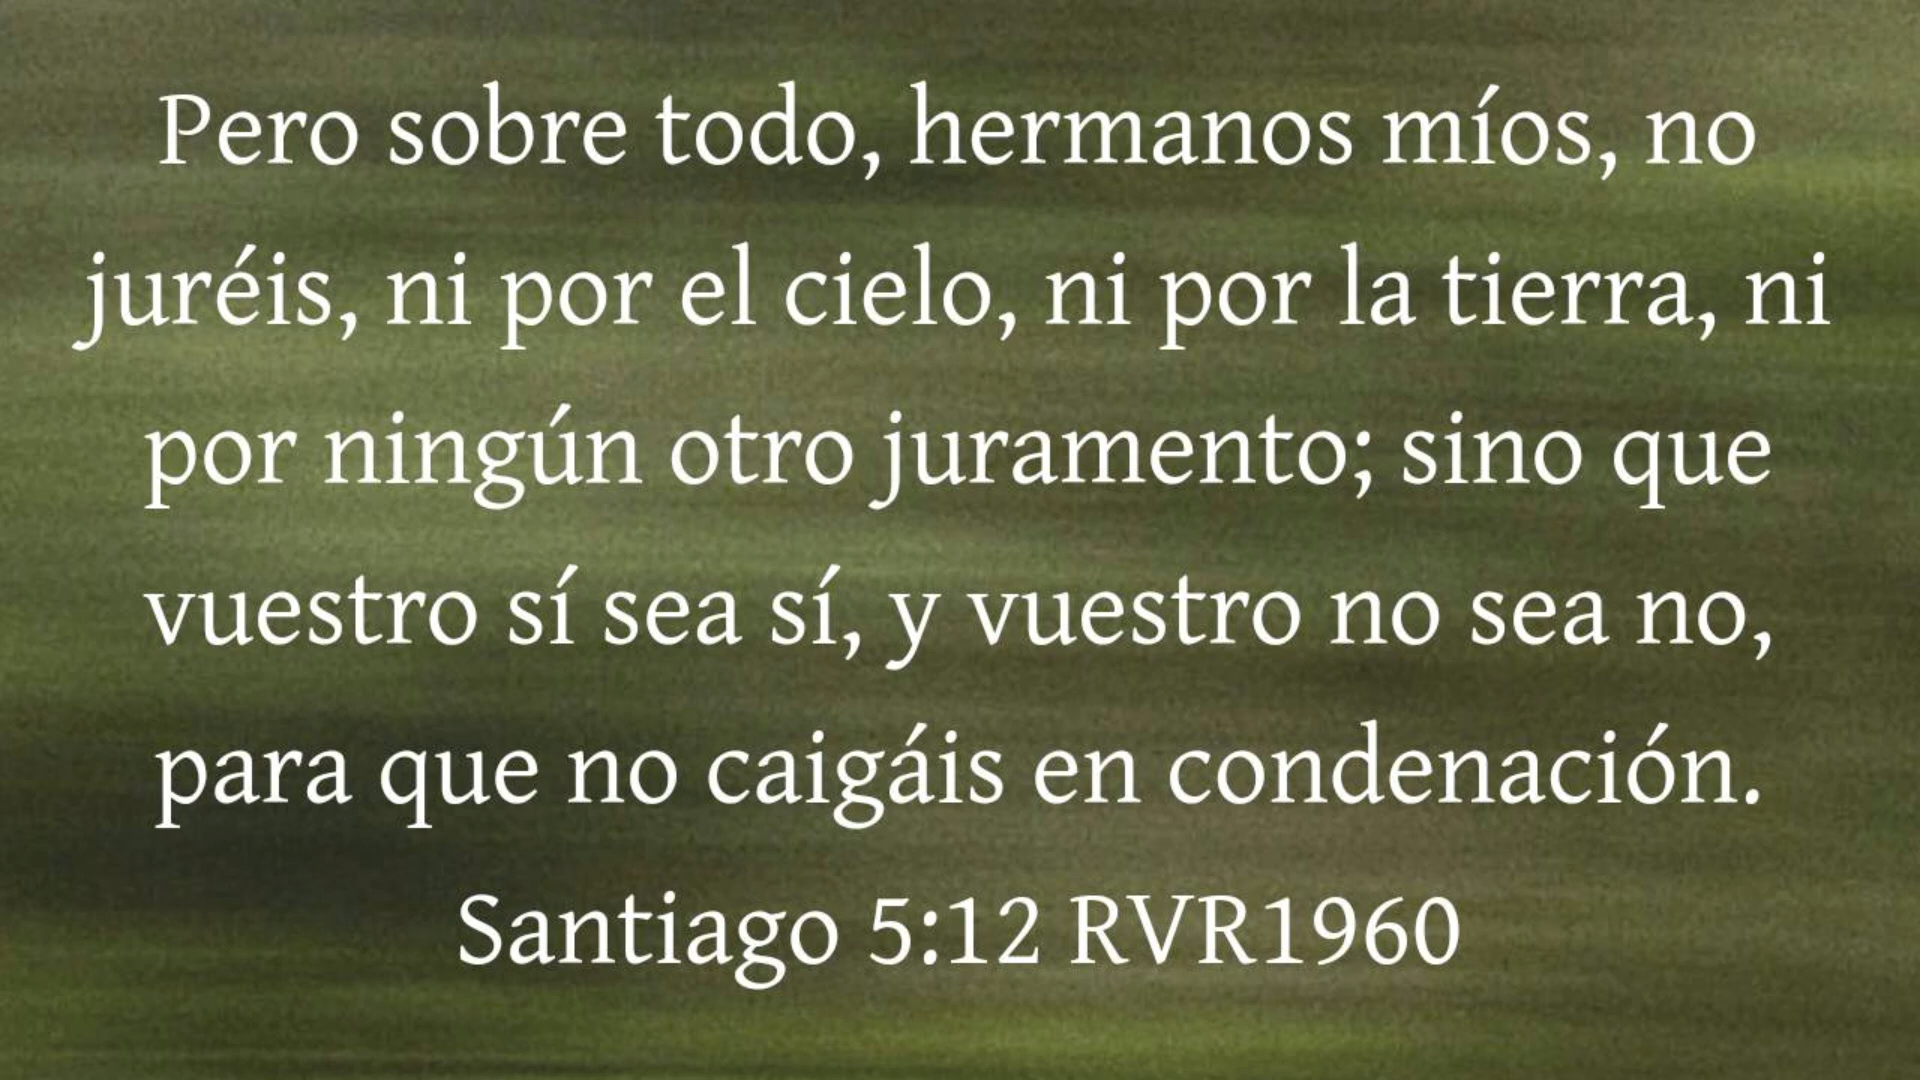 Pero sobre todo, hermanos míos, no
juréis, ni por el cielo, ni por la tierra, ni
por ningún otro juramento; sino que
vuestro sí sea sí, y vuestro no sea no,
para que no caigáis en condenación.
Santiago 5:12 RVR1960